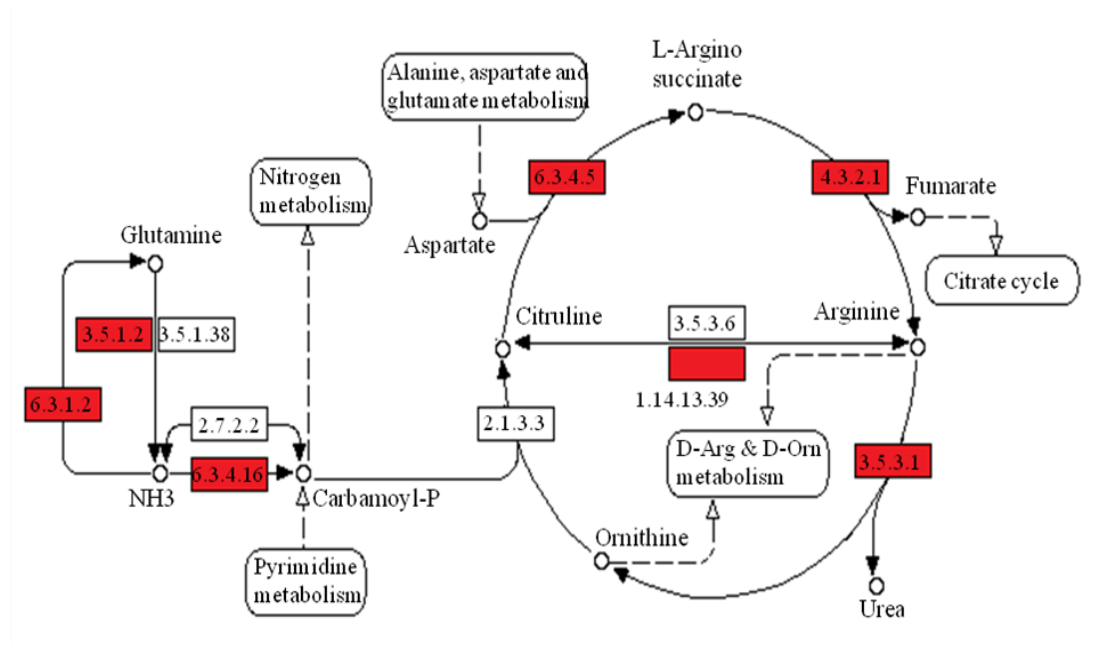 L-Argino
succinate
Alanine, aspartate and
glutamate metabolism
6.3.4.5
4.3.2.1
Nitrogen
metabolism
Fumarate
Aspartate
Glutamine
Citrate cycle
Citruline
3.5.3.6
Arginine
3.5.1.2
3.5.1.38
1.14.13.39
6.3.1.2
2.7.2.2
2.1.3.3
D-Arg & D-Orn
metabolism
3.5.3.1
6.3.4.16
NH3
Carbamoyl-P
Ornithine
Pyrimidine
metabolism
Urea